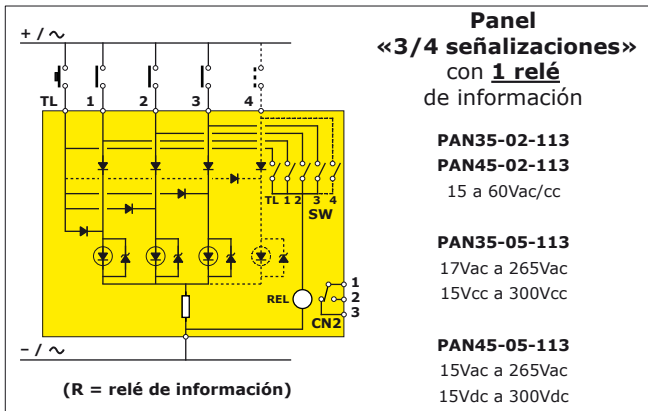 + / ∼
TL 1 2 3 4
TL 1 2 3 4
SW
REL
1
2
3
CN2
– / ∼
(R = relé de información)
Panel
«3/4 señalizaciones»
con 1 relé
de información
PAN35-02-113
PAN45-02-113
15 a 60Vac/cc
PAN35-05-113
17Vac a 265Vac
15Vcc a 300Vcc
PAN45-05-113
15Vac a 265Vac
15Vdc a 300Vdc